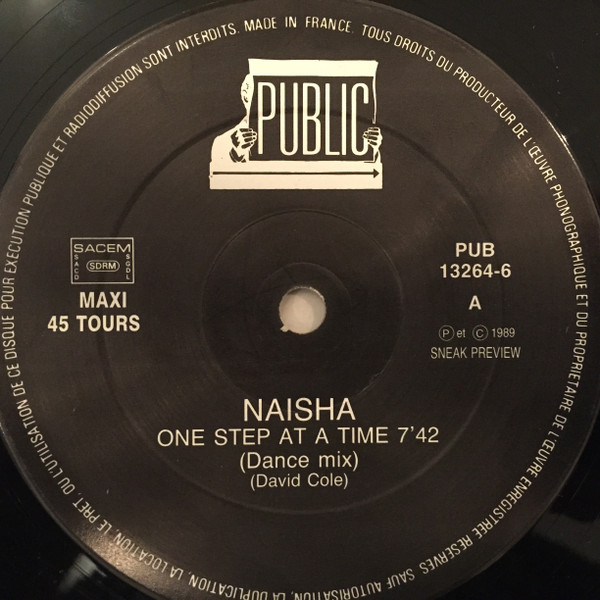 MADE IN FRANCE. TOUS DROITS DU PRODUCTEUR DE L'ŒUVRE PHONOGRAPHIQUE ET DU PROPRIETAIRE DE L'ŒUVRE ENREGISTREE RESERVES SAUF AUTORISATION, LA DUPLICATION, LA LOCATION, LE PRET, OU L'UTILISATION DE CE DISQUE POUR EXECUTION PUBLIQUE ET RADIODIFFUSION SONT INTERDITS.
PUBLIC
SACEM
SACD
SDRM
SGDL
MAXI
45 TOURS
PUB
13264-6
A
Ⓟ et © 1989
SNEAK PREVIEW
NAISHA
ONE STEP AT A TIME 7'42
(Dance mix)
(David Cole)